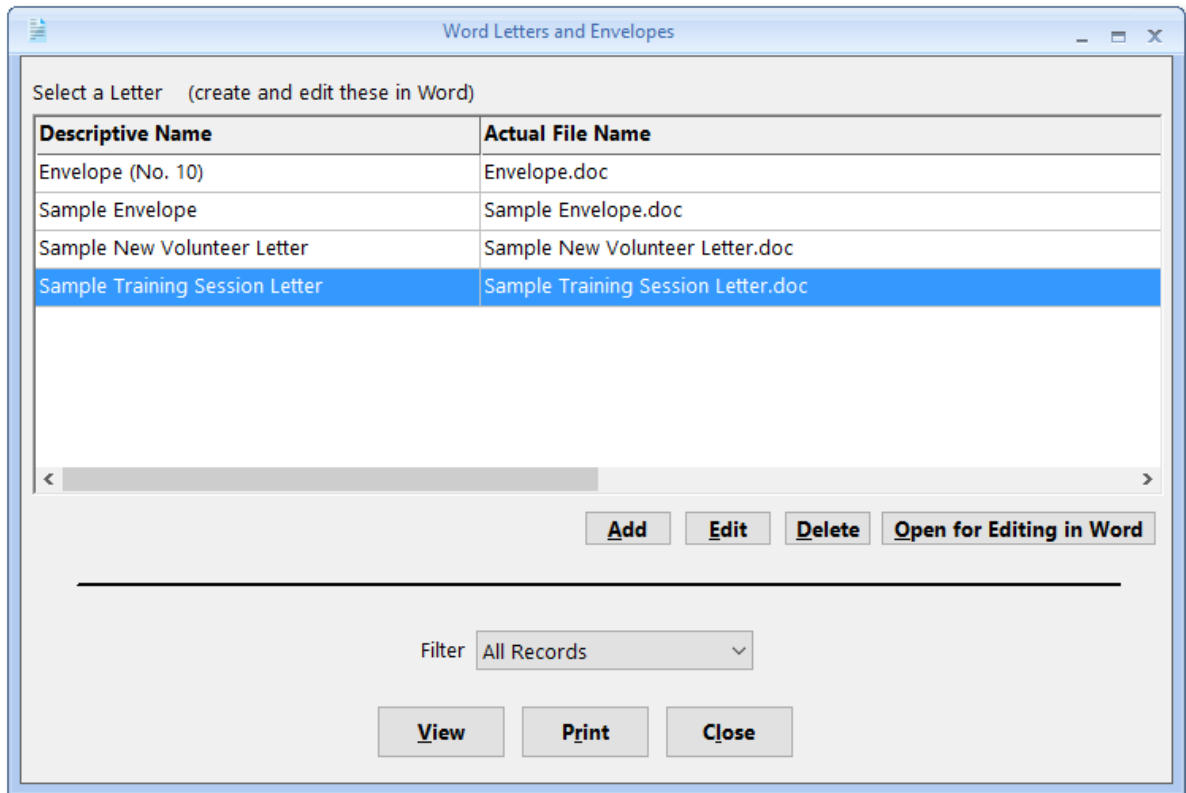 Word Letters and Envelopes
Select a Letter (create and edit these in Word)
Descriptive Name Actual File Name
Envelope (No. 10) Envelope.doc
Sample Envelope Sample Envelope.doc
Sample New Volunteer Letter Sample New Volunteer Letter.doc
Sample Training Session Letter Sample Training Session Letter.doc
Add Edit Delete Open for Editing in Word
Filter All Records
View Print Close